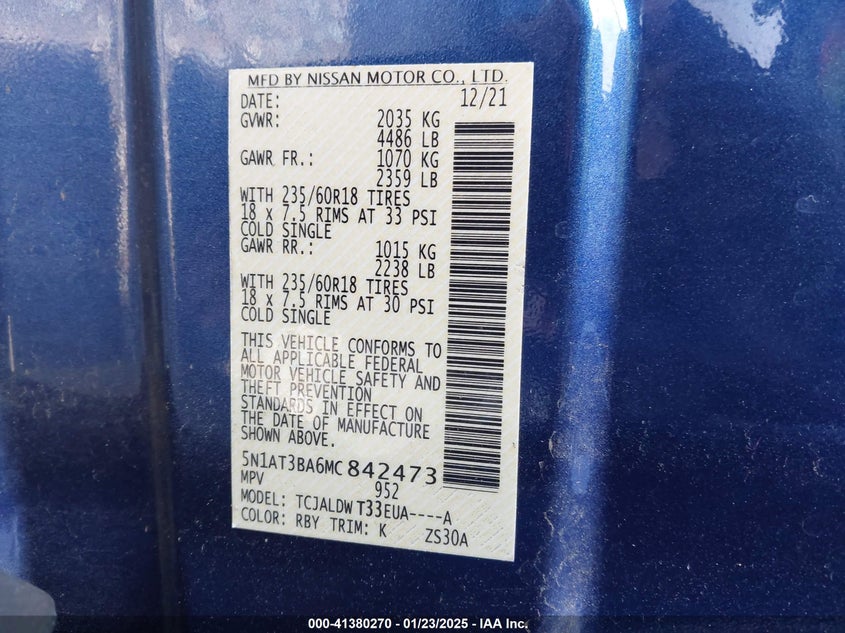 MFD BY NISSAN MOTOR CO., LTD.
DATE: 12/21
GVWR: 2035 KG
4486 LB
GAWR FR.: 1070 KG
2359 LB
WITH 235/60R18 TIRES
18 x 7.5 RIMS AT 33 PSI
COLD SINGLE
GAWR RR.: 1015 KG
2238 LB
WITH 235/60R18 TIRES
18 x 7.5 RIMS AT 30 PSI
COLD SINGLE
THIS VEHICLE CONFORMS TO
ALL APPLICABLE FEDERAL
MOTOR VEHICLE SAFETY AND
THEFT PREVENTION
STANDARDS IN EFFECT ON
THE DATE OF MANUFACTURE
SHOWN ABOVE.
5N1AT3BA6MC842473
MPV 952
MODEL: TCJALDW T33EUA----A
COLOR: RBY TRIM: K ZS30A
000-41380270 - 01/23/2025 - IAA Inc.